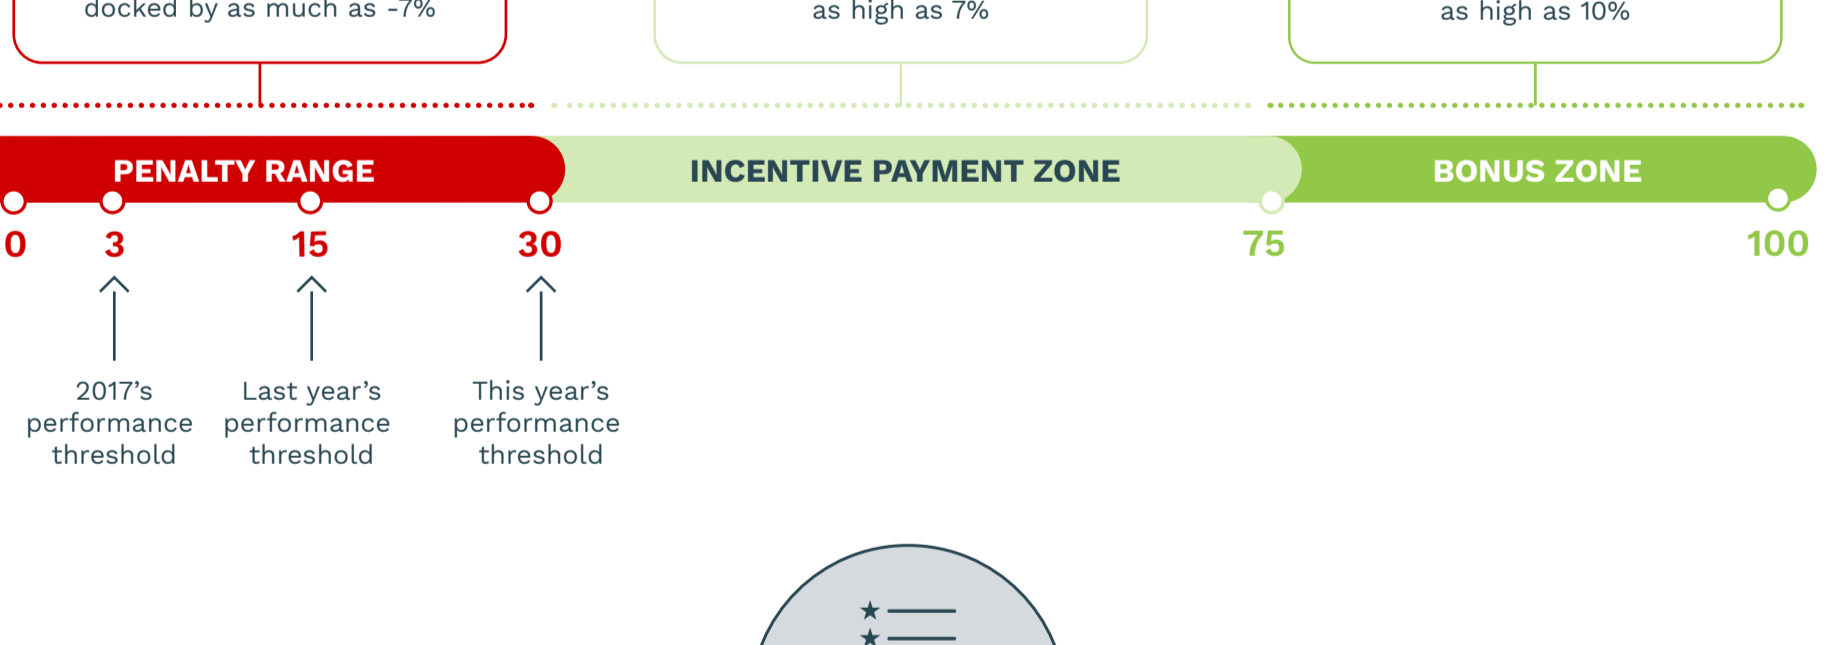 docked by as much as -7%
as high as 7%
as high as 10%
PENALTY RANGE
INCENTIVE PAYMENT ZONE
BONUS ZONE
0
3
15
30
75
100
2017’s
performance
threshold
Last year’s
performance
threshold
This year’s
performance
threshold